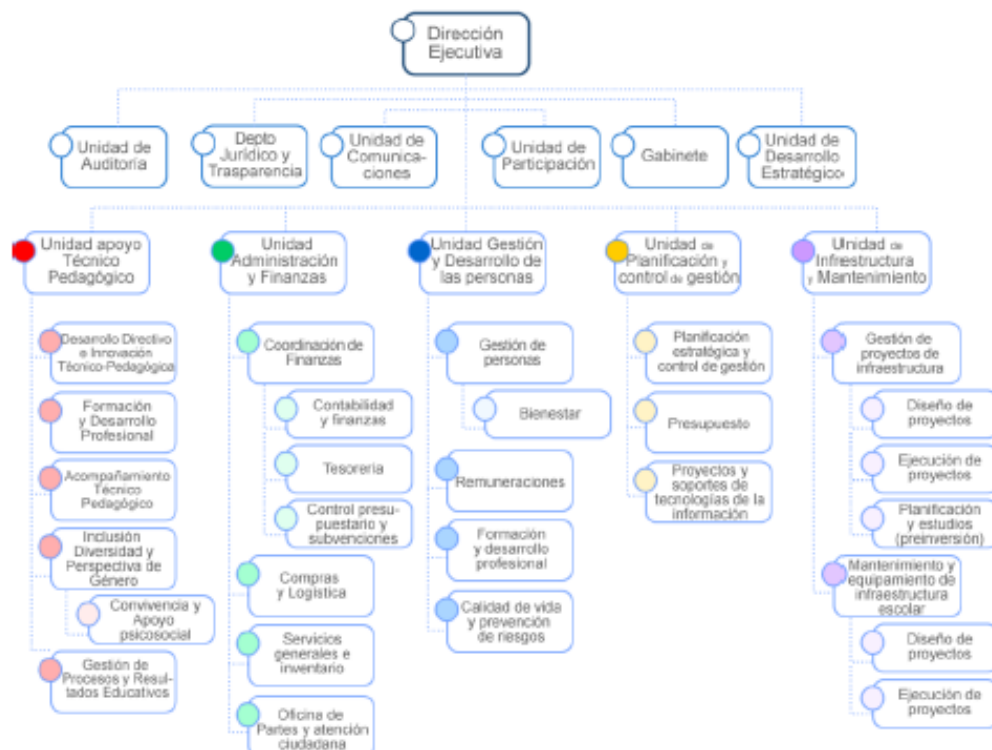 Dirección
Ejecutiva
Unidad de
Auditoría
Depto
Jurídico y
Trasparencia
Unidad de
Comunica-
ciones
Unidad de
Participación
Gabinete
Unidad de
Desarrollo
Estratégico
Unidad apoyo
Técnico
Pedagógico
Unidad
Administración
y Finanzas
Unidad Gestión
y Desarrollo de
las personas
Unidad de
Planificación y
control de gestión
Unidad de
Infrestructura
y Mantenimiento
Desarrollo Directivo
e Innovación
Técnico-Pedagógica
Formación
y Desarrollo
Profesional
Acompañamiento
Técnico
Pedagógico
Inclusión
Diversidad y
Perspectiva de
Género
Convivencia y
Apoyo
psicosocial
Gestión de
Procesos y Resul-
tados Educativos
Coordinación de
Finanzas
Contabilidad
y finanzas
Tesorería
Control presu-
puestario y
subvenciones
Compras
y Logística
Servicios
generales e
inventario
Oficina de
Partes y atención
ciudadana
Gestión de
personas
Bienestar
Remuneraciones
Formación
y desarrollo
profesional
Calidad de vida
y prevención
de riesgos
Planificación
estratégica y
control de gestión
Presupuesto
Proyectos y
soportes de
tecnologías de la
información
Gestión de
proyectos de
infraestructura
Diseño de
proyectos
Ejecución de
proyectos
Planificación
y estudios
(preinversión)
Mantenimiento y
equipamiento de
infraestructura
escolar
Diseño de
proyectos
Ejecución de
proyectos